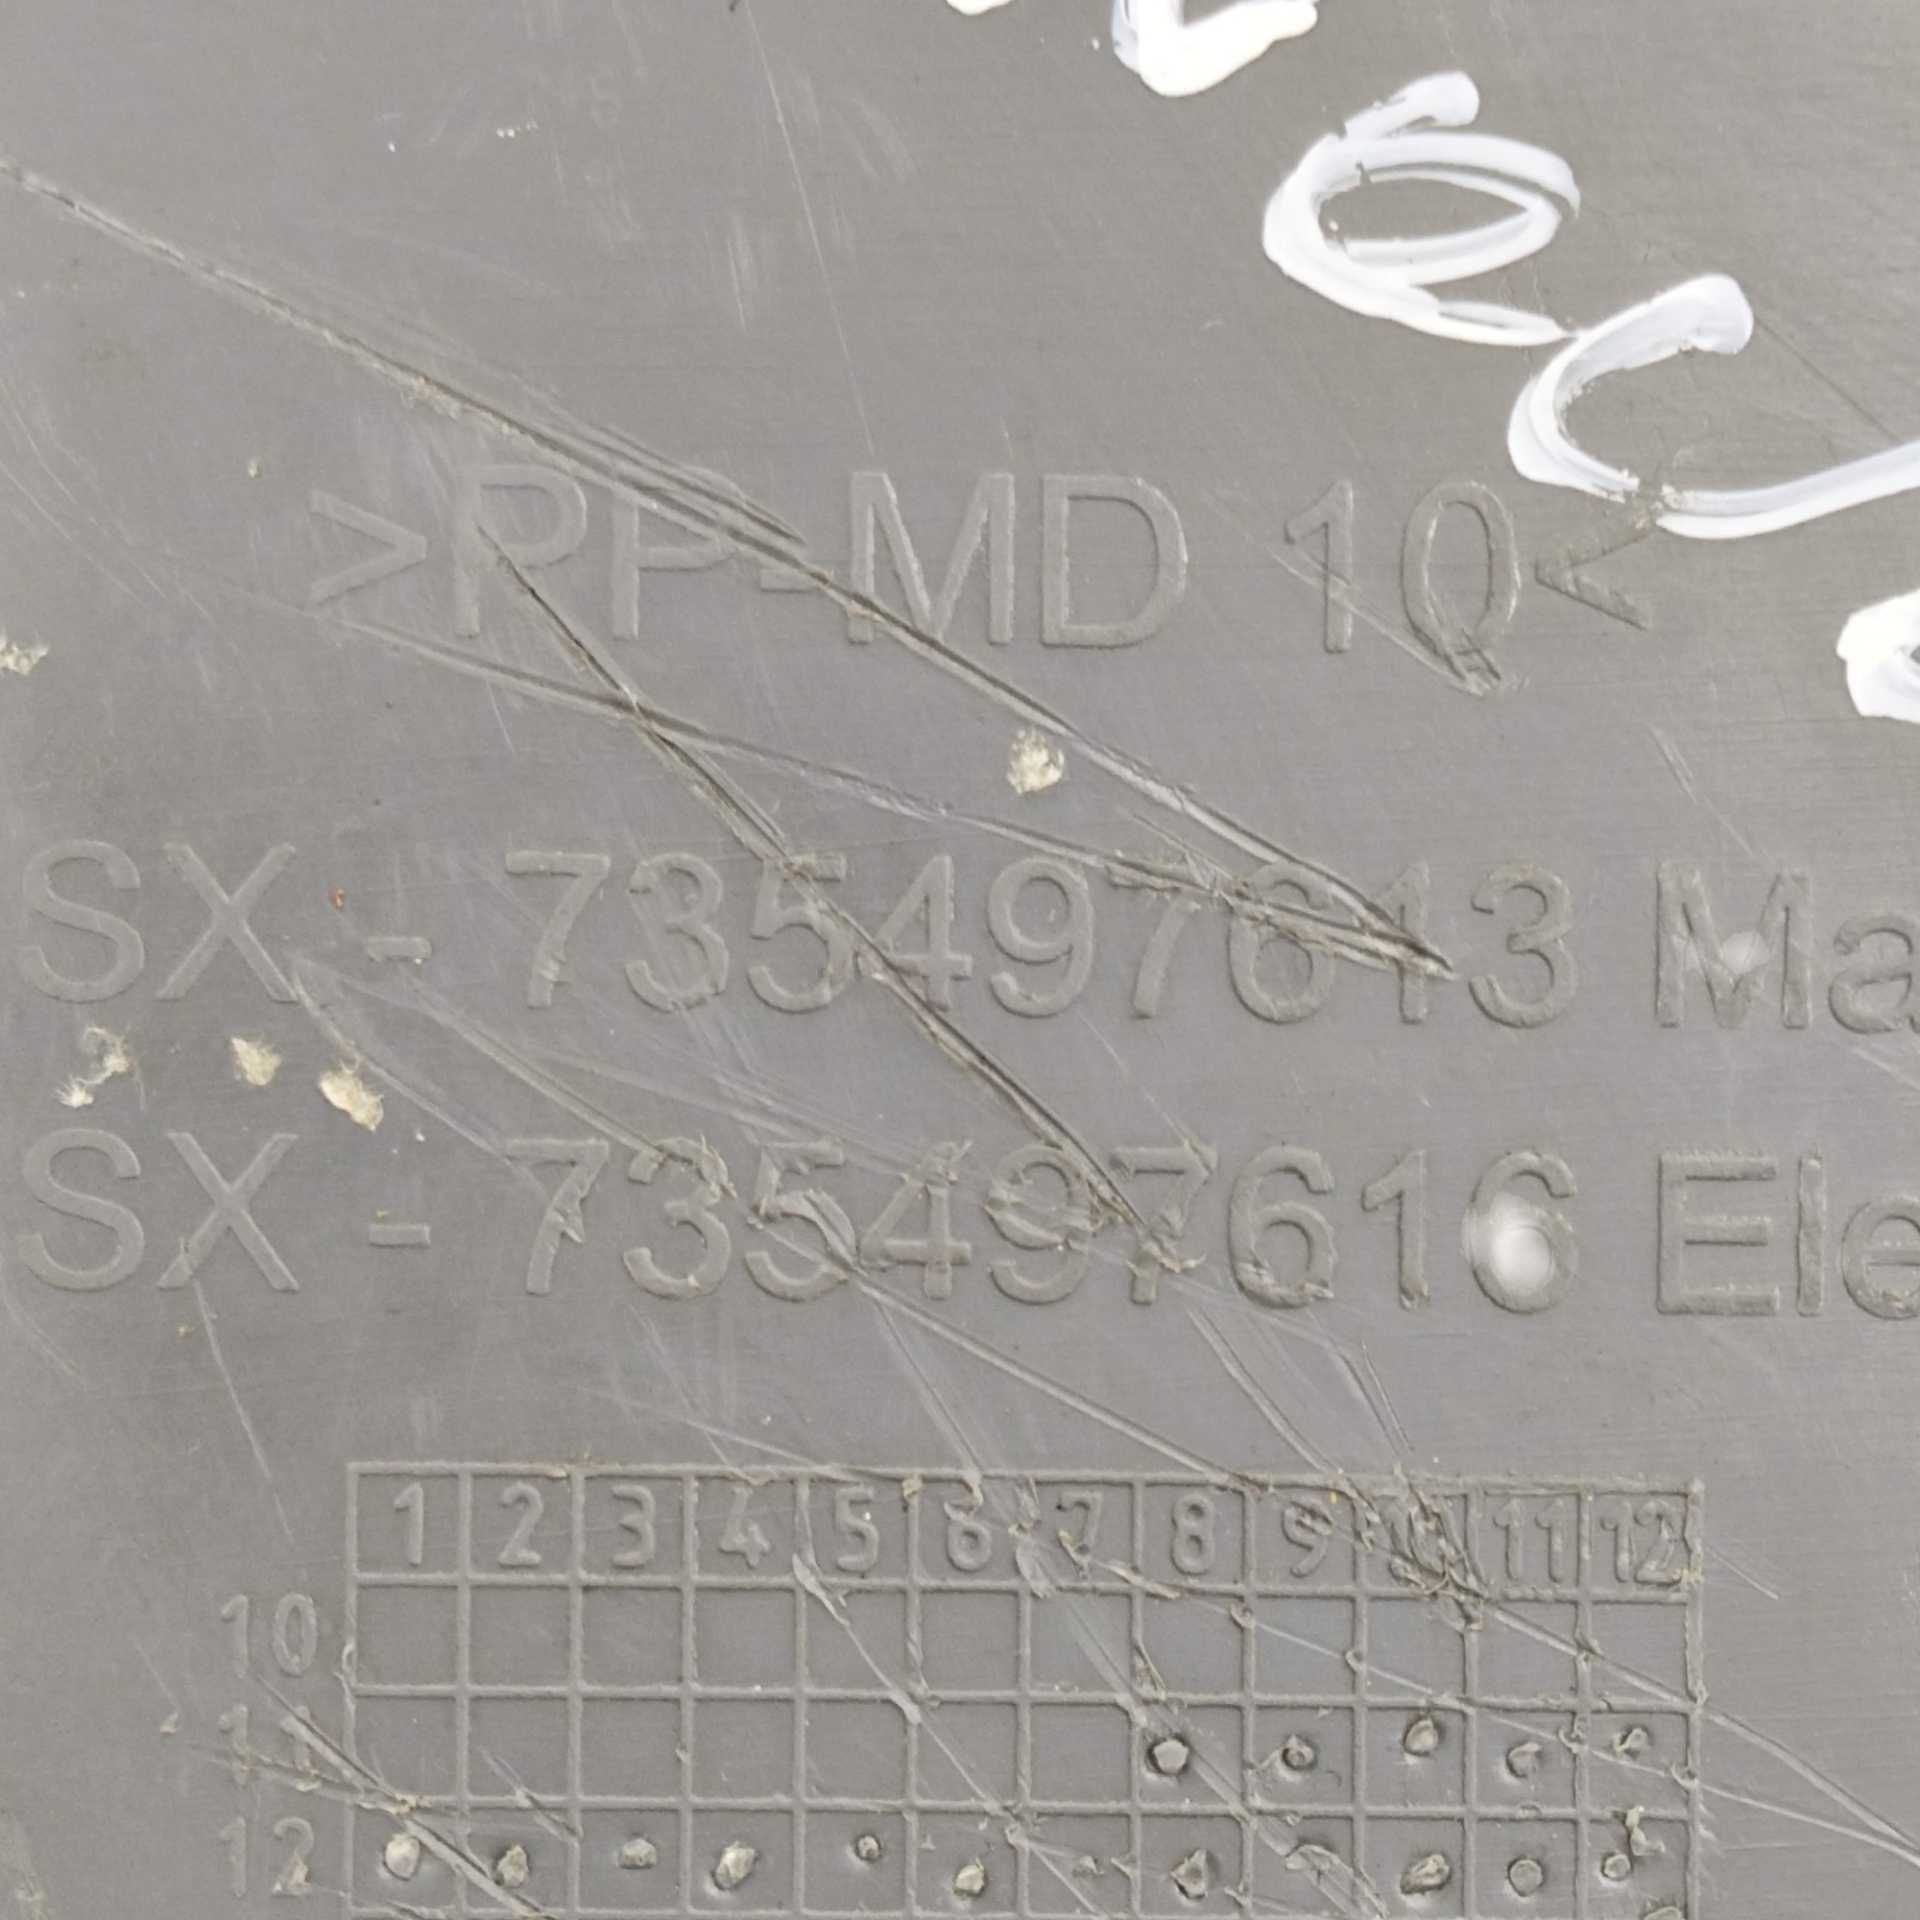 >PP-MD 10<
SX - 735497613 Ma
SX - 735497616 Ele
1 2 3 4 5 6 7 8 9 10 11 12
10
11
12